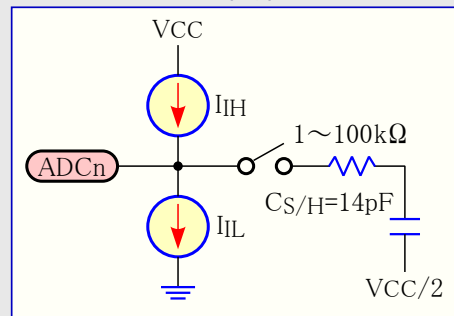 VCC
IIH
1～100kΩ
ADCn
CS/H=14pF
IIL
VCC/2